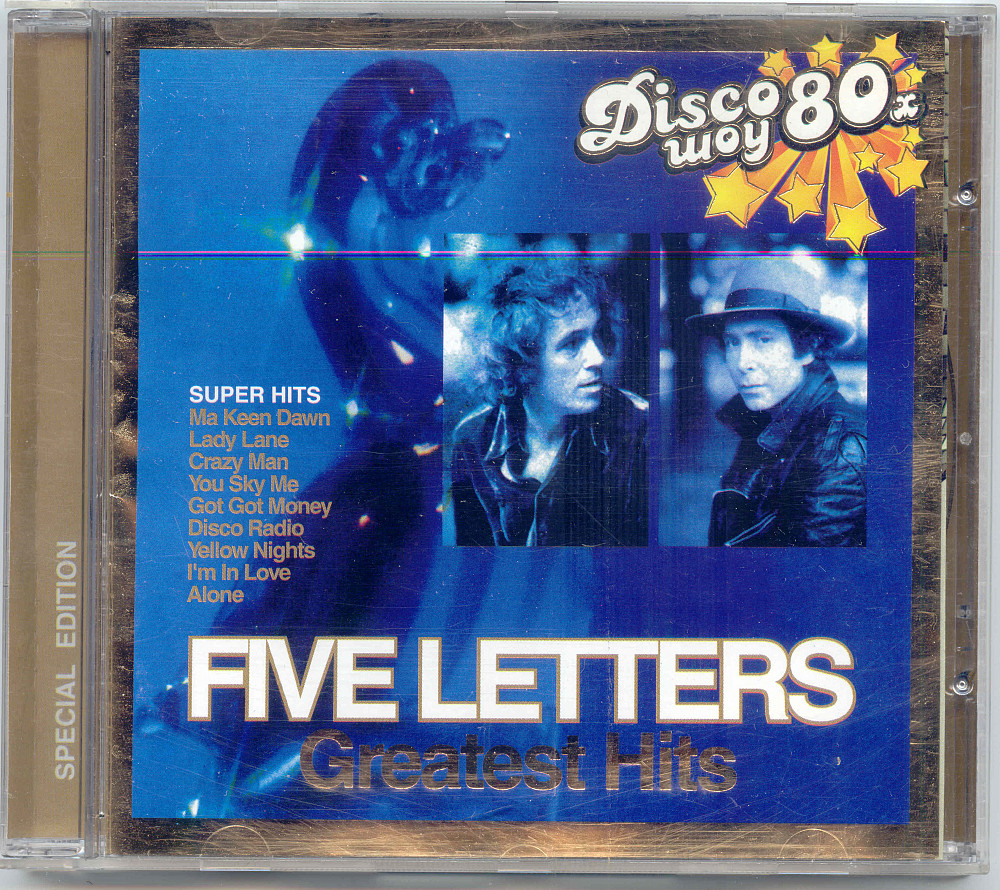 Disco 80x
шоу
SUPER HITS
Ma Keen Dawn
Lady Lane
Crazy Man
You Sky Me
Got Got Money
Disco Radio
Yellow Nights
I'm In Love
Alone
SPECIAL EDITION
FIVE LETTERS
Greatest Hits